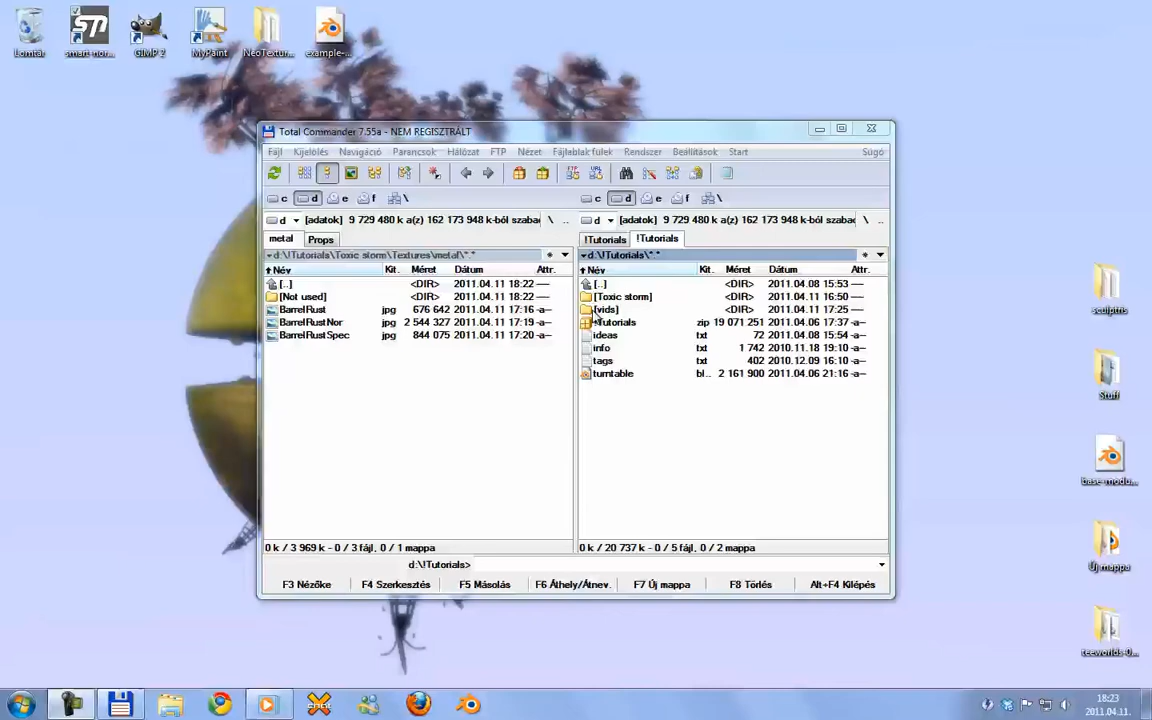 Lomtár
smart-nor...
GIMP 2
MyPaint
NeoTextur...
example-...
Total Commander 7.55a - NEM REGISZTRÁLT
Fájl Kijelölés Navigáció Parancsok Hálózat FTP Nézet Fájlablak fülek Rendszer Beállítások Start Súgó
c d e f \ c d e f \
d [adatok] 9 729 480 k a(z) 162 173 948 k-ból szabad \ .. d [adatok] 9 729 480 k a(z) 162 173 948 k-ból szabad \ ..
metal Props !Tutorials !Tutorials
d:\!Tutorials\Toxic storm\Textures\metal\*.* d:\!Tutorials\*.*
Név Kit. Méret Dátum Attr. Név Kit. Méret Dátum Attr.
[..] <DIR> 2011.04.11 18:22 ---- [..] <DIR> 2011.04.08 15:53 ----
[Not used] <DIR> 2011.04.11 18:22 ---- [Toxic storm] <DIR> 2011.04.11 16:50 ----
BarrelRust jpg 676 642 2011.04.11 17:16 -a-- [vids] <DIR> 2011.04.11 17:25 ----
BarrelRustNor jpg 2 544 327 2011.04.11 17:19 -a-- !Tutorials zip 19 071 251 2011.04.06 17:37 -a--
BarrelRustSpec jpg 844 075 2011.04.11 17:20 -a-- ideas txt 72 2011.04.08 15:54 -a--
info txt 1 742 2010.11.18 19:10 -a--
tags txt 402 2010.12.09 16:10 -a--
turntable bl.. 2 161 900 2011.04.06 21:16 -a--
0 k / 3 969 k - 0 / 3 fájl, 0 / 1 mappa 0 k / 20 737 k - 0 / 5 fájl, 0 / 2 mappa
d:\!Tutorials>
F3 Nézőke F4 Szerkesztés F5 Másolás F6 Áthely/Átnev. F7 Új mappa F8 Törlés Alt+F4 Kilépés
sculptris
Stuff
base-modu...
Új mappa
teeworlds-0...
18:23
2011.04.11.